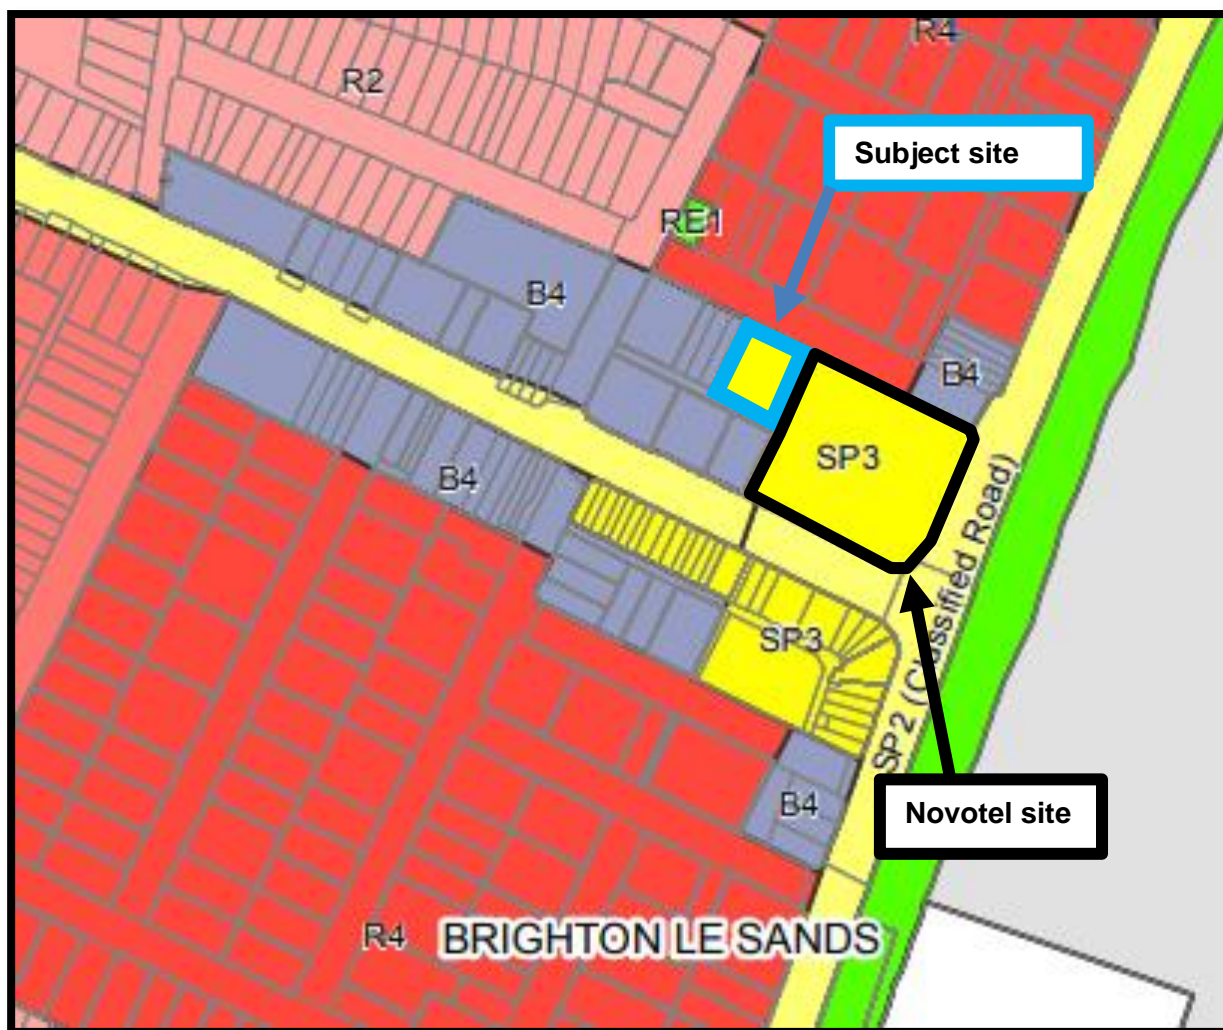 R4
R2
Subject site
RE1
B4
B4
SP3
B4
SP3
SP2 (Classified Road)
B4
Novotel site
R4
BRIGHTON LE SANDS